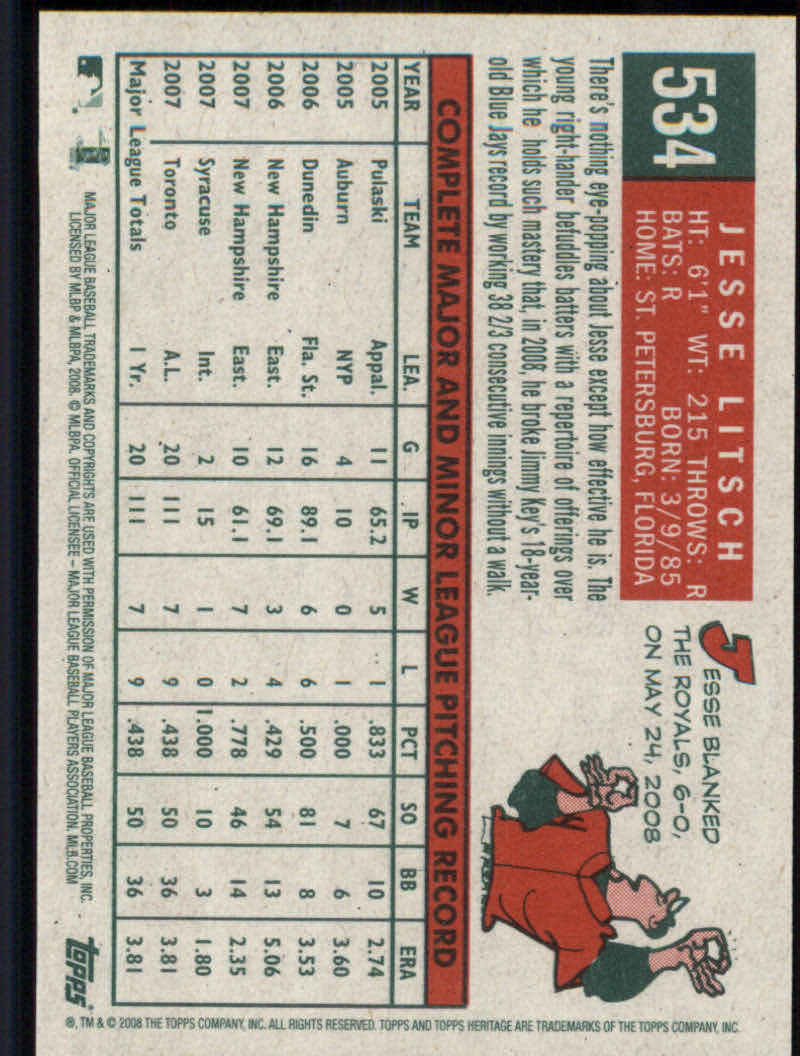 534
JESSE LITSCH
HT: 6'1" WT: 215 THROWS: R
BATS: R BORN: 3/9/85
HOME: ST. PETERSBURG, FLORIDA
JESSE BLANKED
THE ROYALS, 6-0,
ON MAY 24, 2008
There's nothing eye-popping about Jesse except how effective he is. The
young right-hander befuddles batters with a repertoire of offerings over
which he holds such mastery that, in 2008, he broke Jimmy Key's 18-year-
old Blue Jays record by working 38 2/3 consecutive innings without a walk.
COMPLETE MAJOR AND MINOR LEAGUE PITCHING RECORD
YEAR TEAM LEA. G IP W L PCT SO BB ERA
2005 Pulaski Appal. 11 65.2 5 1 .833 67 10 2.74
2005 Auburn NYP 4 10 0 1 .000 7 6 3.60
2006 Dunedin Fla. St. 16 89.1 6 6 .500 81 8 3.53
2006 New Hampshire East. 12 69.1 3 4 .429 54 13 5.06
2007 New Hampshire East. 10 61.1 7 2 .778 46 14 2.35
2007 Syracuse Int. 2 15 1 0 1.000 10 3 1.80
2007 Toronto A.L. 20 111 7 9 .438 50 36 3.81
Major League Totals 1 Yr. 20 111 7 9 .438 50 36 3.81
MAJOR LEAGUE BASEBALL TRADEMARKS AND COPYRIGHTS ARE USED WITH PERMISSION OF MAJOR LEAGUE BASEBALL PROPERTIES, INC.
LICENSED BY MLBP & MLBPA, 2008. © MLBPA. OFFICIAL LICENSEE – MAJOR LEAGUE BASEBALL PLAYERS ASSOCIATION. MLB.COM
topps
®, TM & © 2008 THE TOPPS COMPANY, INC. ALL RIGHTS RESERVED. TOPPS AND TOPPS HERITAGE ARE TRADEMARKS OF THE TOPPS COMPANY, INC.